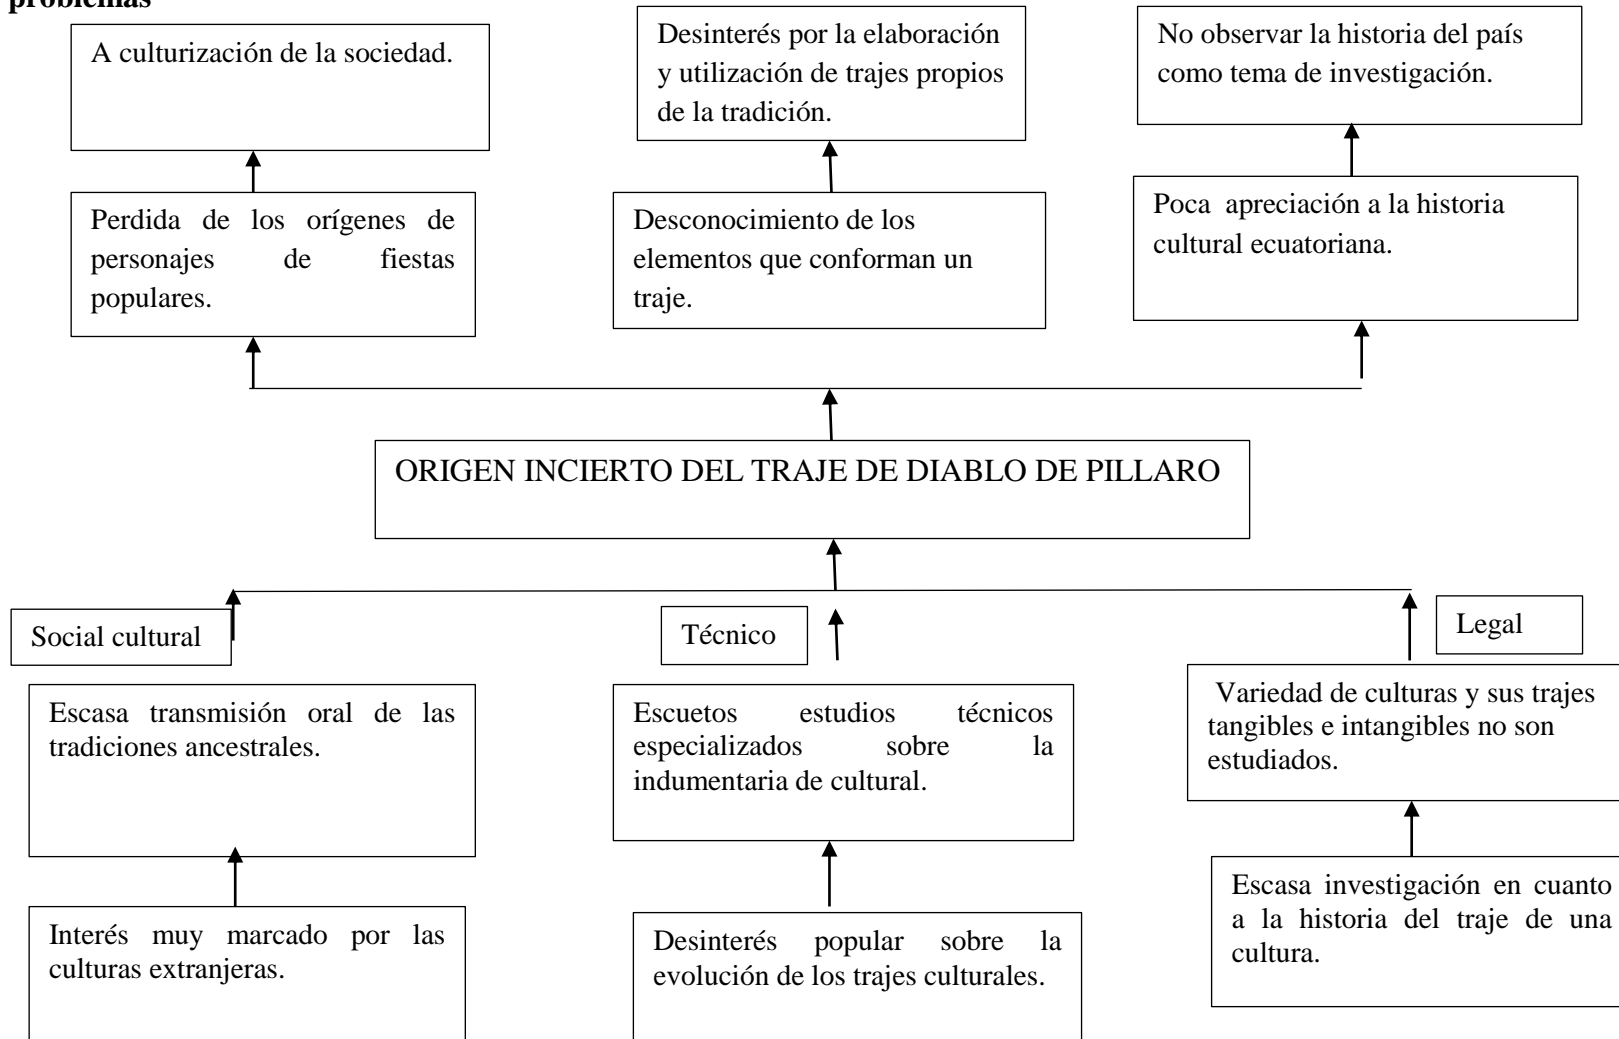 problemas
A culturización de la sociedad.
Desinterés por la elaboración
y utilización de trajes propios
de la tradición.
No observar la historia del país
como tema de investigación.
Perdida de los orígenes de
personajes de fiestas
populares.
Desconocimiento de los
elementos que conforman un
traje.
Poca apreciación a la historia
cultural ecuatoriana.
ORIGEN INCIERTO DEL TRAJE DE DIABLO DE PILLARO
Social cultural
Técnico
Legal
Escasa transmisión oral de las
tradiciones ancestrales.
Escuetos estudios técnicos
especializados sobre la
indumentaria de cultural.
Variedad de culturas y sus trajes
tangibles e intangibles no son
estudiados.
Interés muy marcado por las
culturas extranjeras.
Desinterés popular sobre la
evolución de los trajes culturales.
Escasa investigación en cuanto
a la historia del traje de una
cultura.